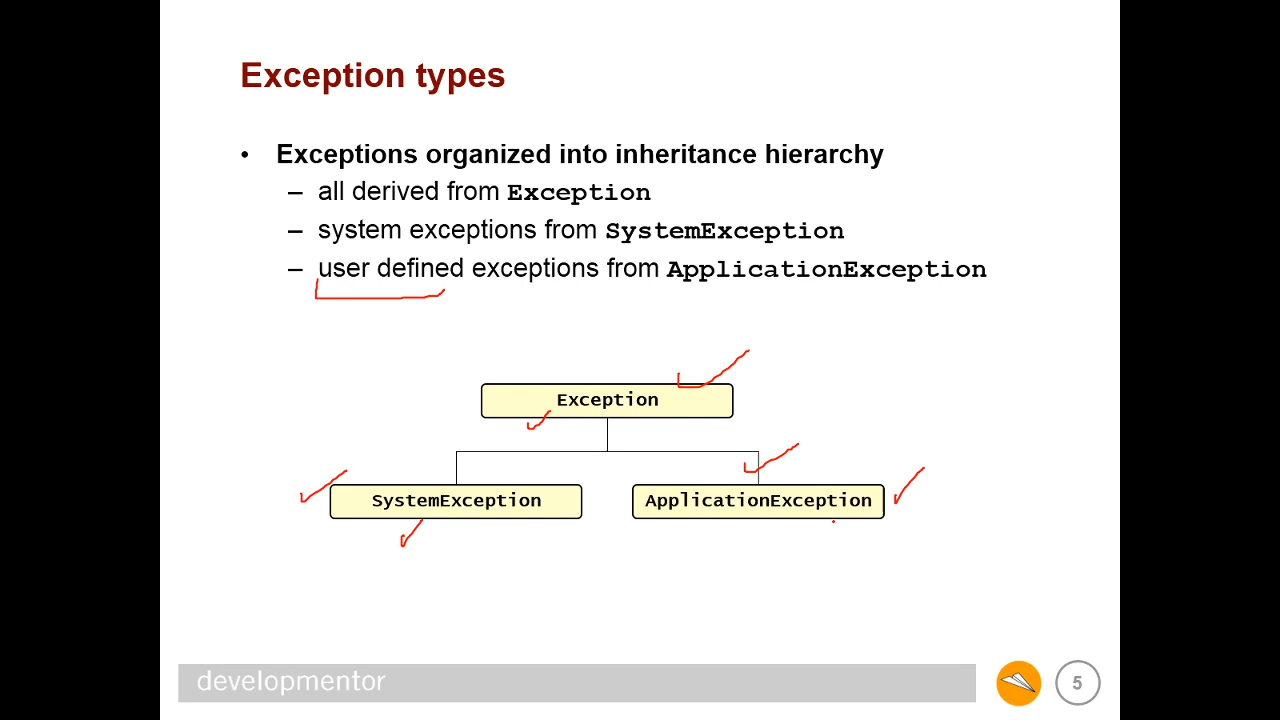 Exception types
• Exceptions organized into inheritance hierarchy
– all derived from Exception
– system exceptions from SystemException
– user defined exceptions from ApplicationException
Exception
SystemException
ApplicationException
developmentor
5